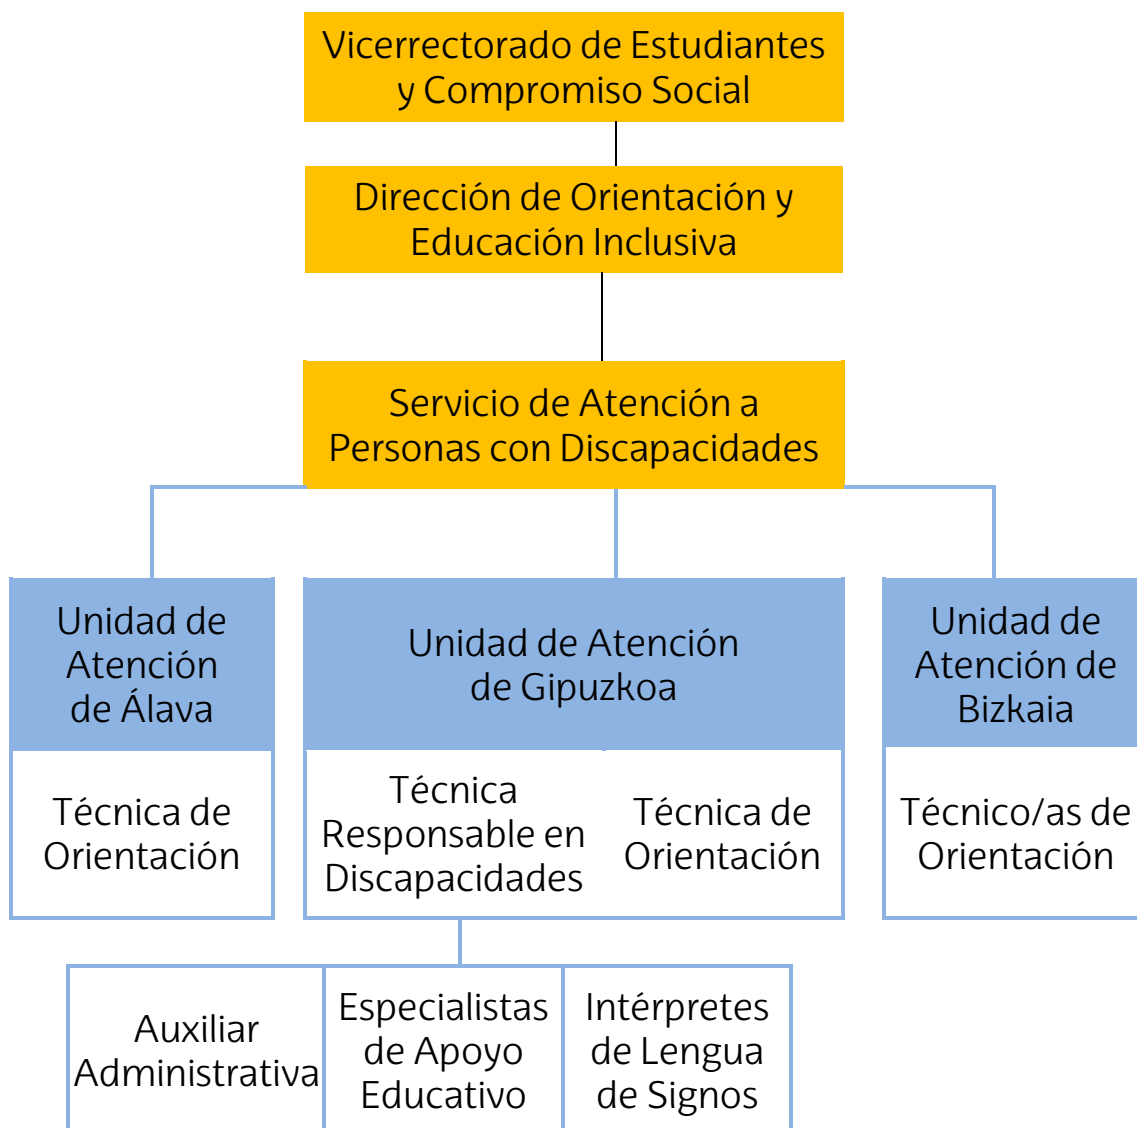 Vicerrectorado de Estudiantes
y Compromiso Social
Dirección de Orientación y
Educación Inclusiva
Servicio de Atención a
Personas con Discapacidades
Unidad de
Atención
de Álava
Unidad de Atención
de Gipuzkoa
Unidad de
Atención de
Bizkaia
Técnica de
Orientación
Técnica
Responsable en
Discapacidades
Técnica de
Orientación
Técnico/as de
Orientación
Auxiliar
Administrativa
Especialistas
de Apoyo
Educativo
Intérpretes
de Lengua
de Signos